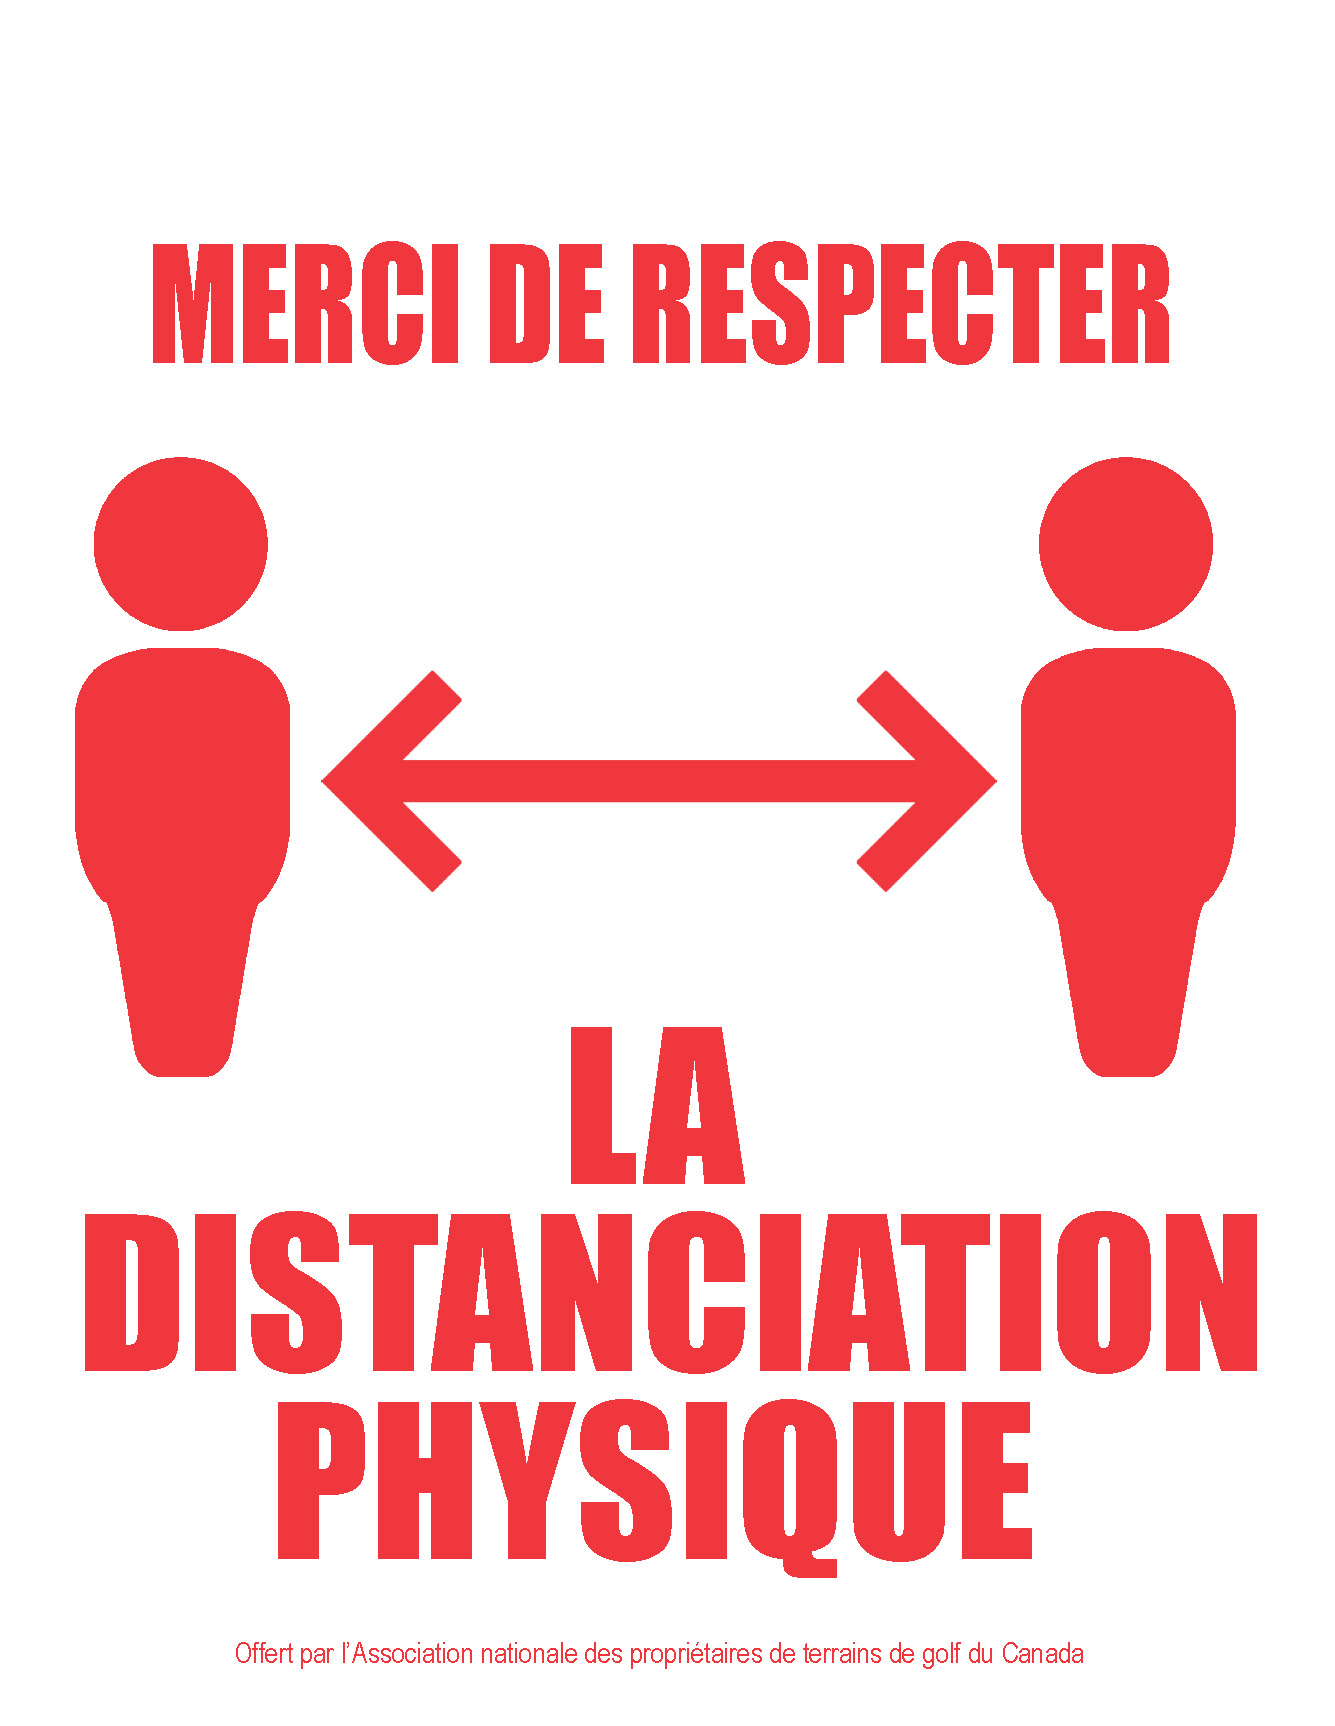 MERCI DE RESPECTER
LA
DISTANCIATION
PHYSIQUE
Offert par l’Association nationale des propriétaires de terrains de golf du Canada